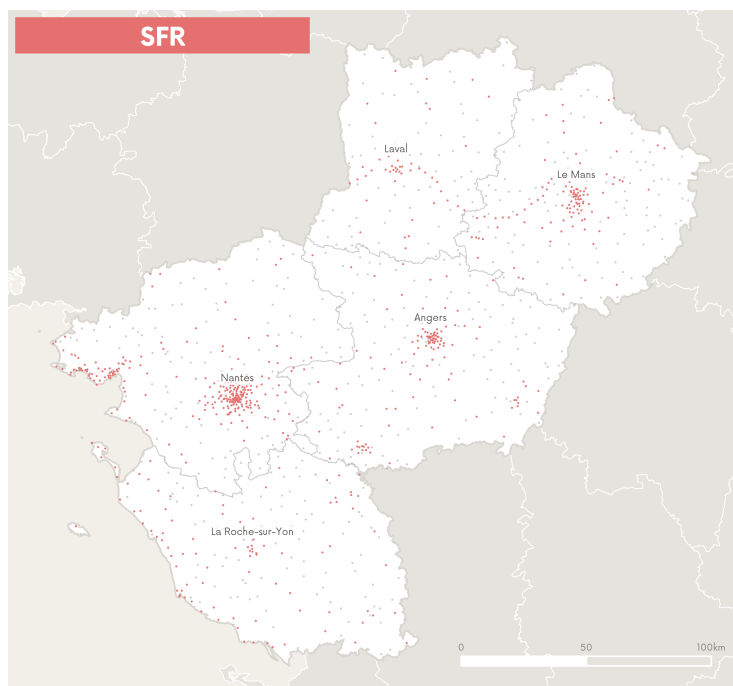 SFR
Laval
Le Mans
Angers
Nantes
La Roche-sur-Yon
0 50 100km